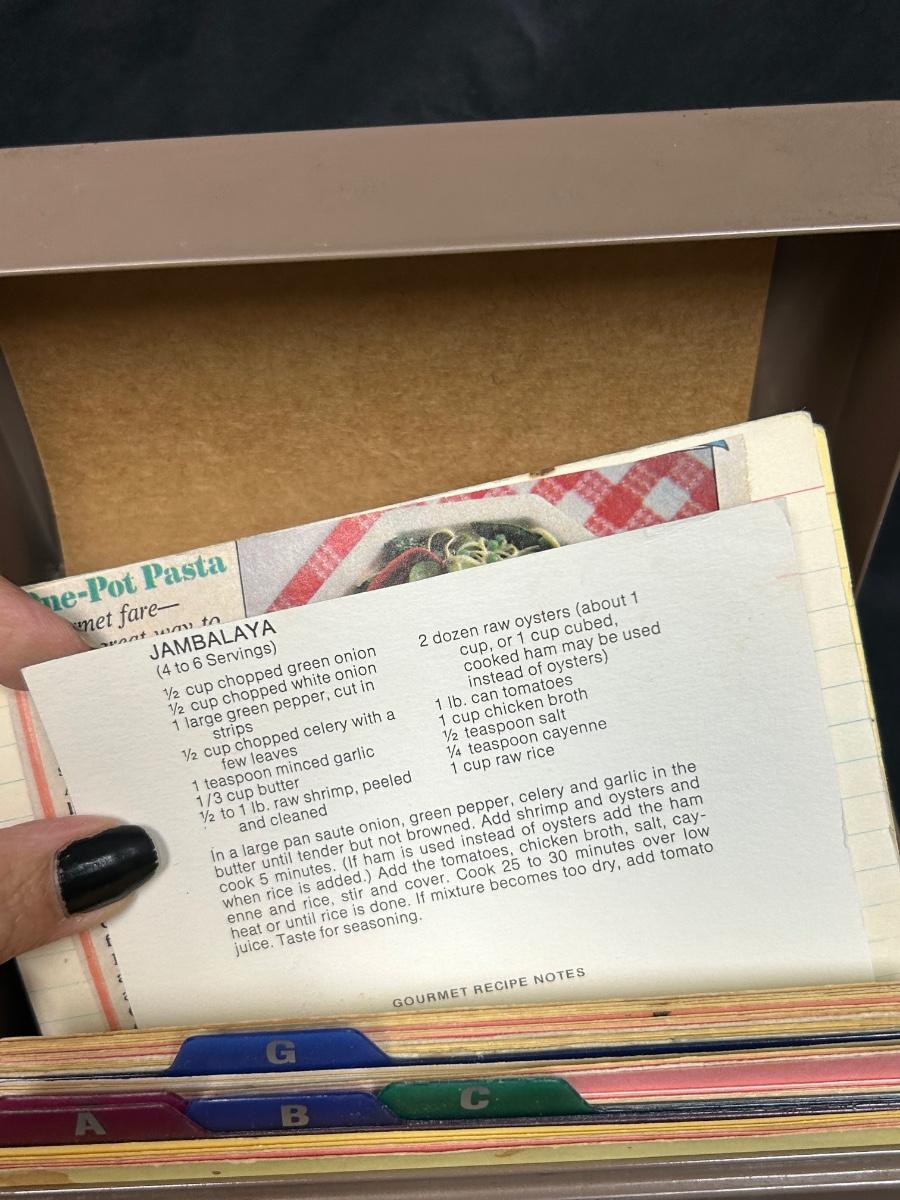 ne-Pot Pasta
met fare—
great way to
JAMBALAYA
(4 to 6 Servings)
½ cup chopped green onion
½ cup chopped white onion
1 large green pepper, cut in
strips
½ cup chopped celery with a
few leaves
1 teaspoon minced garlic
1/3 cup butter
½ to 1 lb. raw shrimp, peeled
and cleaned
2 dozen raw oysters (about 1
cup, or 1 cup cubed,
cooked ham may be used
instead of oysters)
1 lb. can tomatoes
1 cup chicken broth
½ teaspoon salt
¼ teaspoon cayenne
1 cup raw rice
In a large pan saute onion, green pepper, celery and garlic in the
butter until tender but not browned. Add shrimp and oysters and
cook 5 minutes. (If ham is used instead of oysters add the ham
when rice is added.) Add the tomatoes, chicken broth, salt, cay-
enne and rice, stir and cover. Cook 25 to 30 minutes over low
heat or until rice is done. If mixture becomes too dry, add tomato
juice. Taste for seasoning.
GOURMET RECIPE NOTES
G
A
B
C